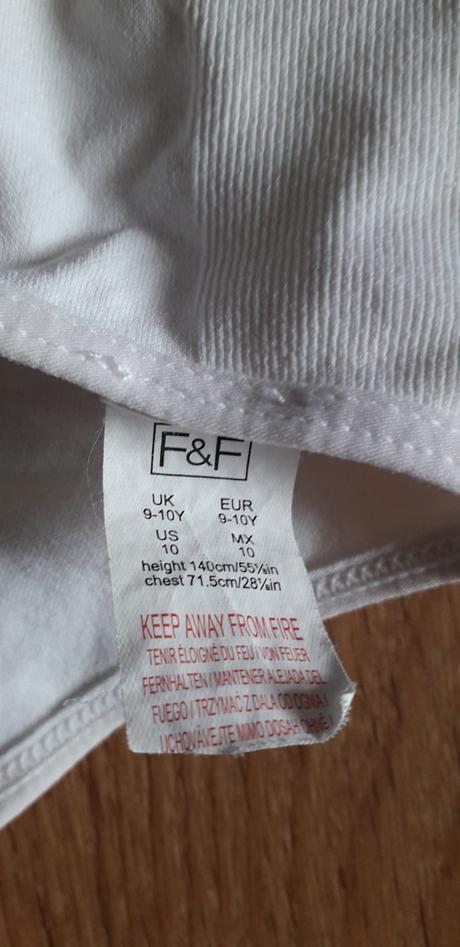 F&F
UK EUR
9-10Y 9-10Y
US MX
10 10
height 140cm/55⅛in
chest 71.5cm/28⅛in
KEEP AWAY FROM FIRE
TENIR ÉLOIGNÉ DU FEU / VON FEUER
FERNHALTEN / MANTENER ALEJADA DEL
FUEGO / TRZYMAĆ Z DALA OD OGNIA /
UCHOVÁVEJTE MIMO DOSAH OHNĚ /